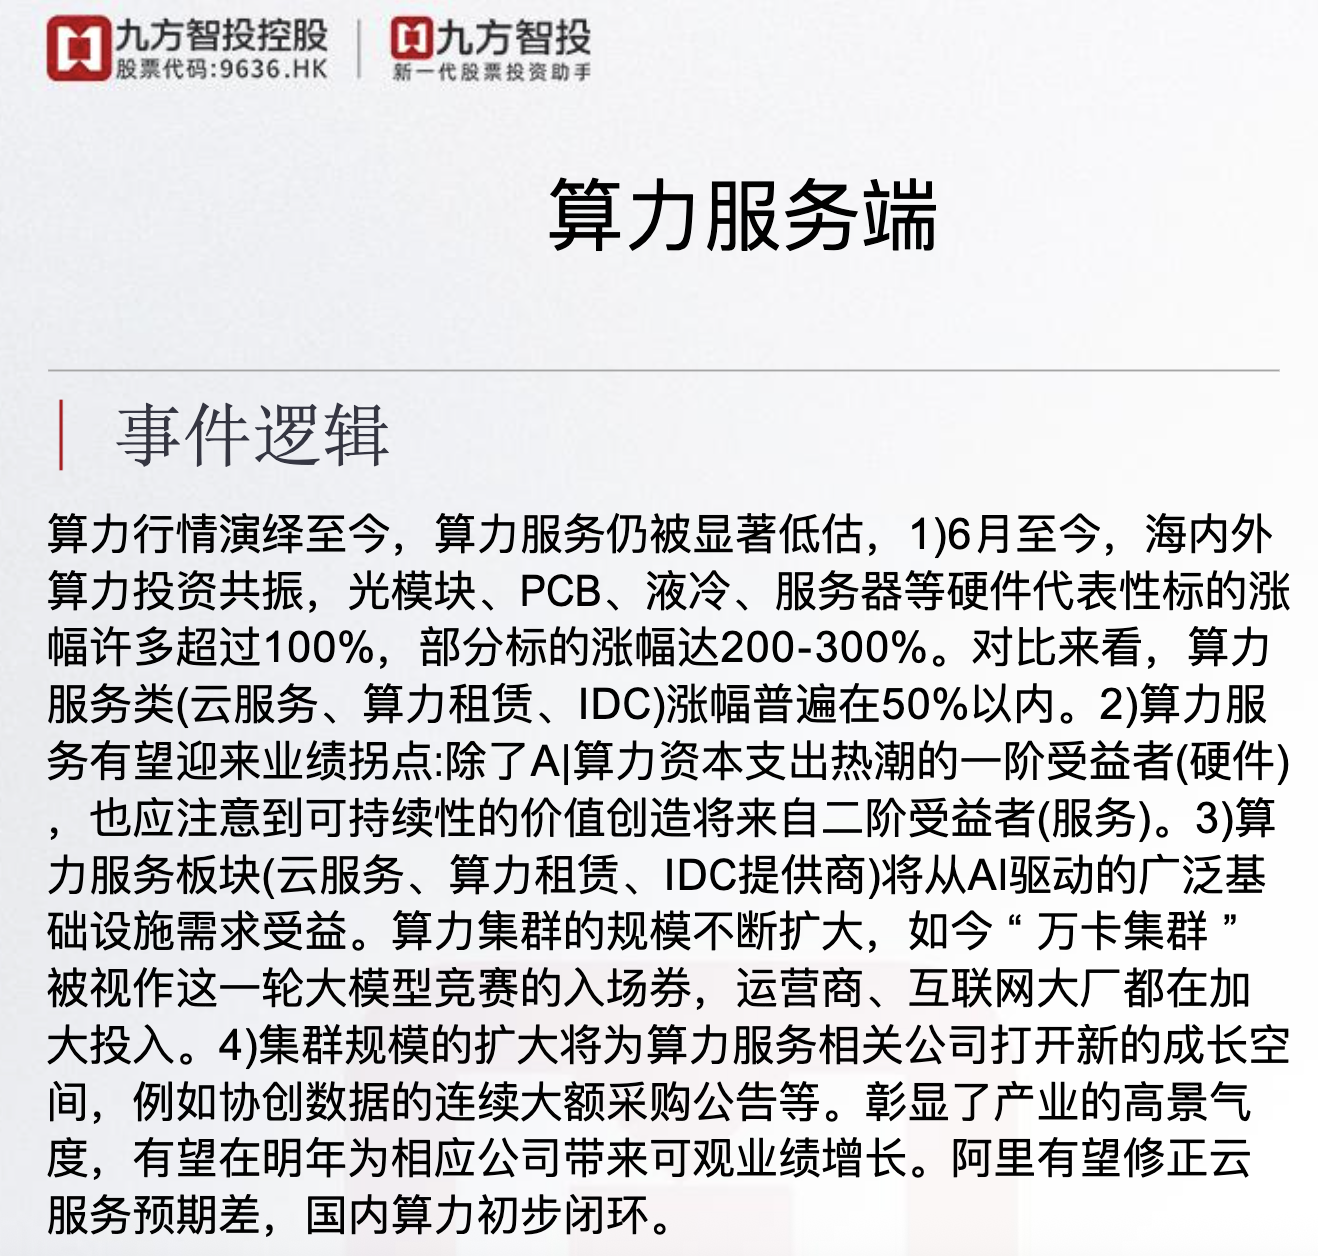 九方智投控股
股票代码:9636.HK
九方智投
新一代股票投资助手
算力服务端
事件逻辑
算力行情演绎至今，算力服务仍被显著低估，1)6月至今，海内外
算力投资共振，光模块、PCB、液冷、服务器等硬件代表性标的涨
幅许多超过100%，部分标的涨幅达200-300%。对比来看，算力
服务类(云服务、算力租赁、IDC)涨幅普遍在50%以内。2)算力服
务有望迎来业绩拐点:除了A|算力资本支出热潮的一阶受益者(硬件)
，也应注意到可持续性的价值创造将来自二阶受益者(服务)。3)算
力服务板块(云服务、算力租赁、IDC提供商)将从AI驱动的广泛基
础设施需求受益。算力集群的规模不断扩大，如今“万卡集群”
被视作这一轮大模型竞赛的入场券，运营商、互联网大厂都在加
大投入。4)集群规模的扩大将为算力服务相关公司打开新的成长空
间，例如协创数据的连续大额采购公告等。彰显了产业的高景气
度，有望在明年为相应公司带来可观业绩增长。阿里有望修正云
服务预期差，国内算力初步闭环。